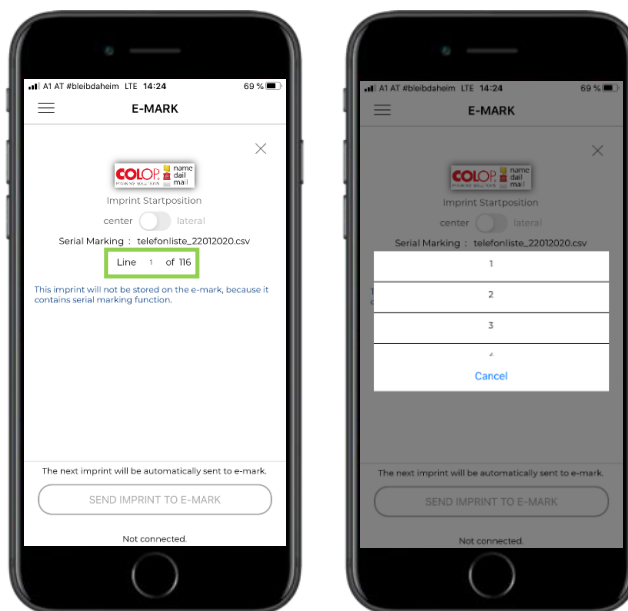 A1 AT #bleibdaheim LTE 14:24 69 %
E-MARK
COLOP
name
dail
mail
Imprint Startposition
center lateral
Serial Marking : telefonliste_22012020.csv
Line 1 of 116
This imprint will not be stored on the e-mark, because it
contains serial marking function.
The next imprint will be automatically sent to e-mark.
SEND IMPRINT TO E-MARK
Not connected.
A1 AT #bleibdaheim LTE 14:24 69 %
E-MARK
COLOP
name
dail
mail
Imprint Startposition
center lateral
Serial Marking : telefonliste_22012020.csv
1
2
3
Cancel
The next imprint will be automatically sent to e-mark.
SEND IMPRINT TO E-MARK
Not connected.